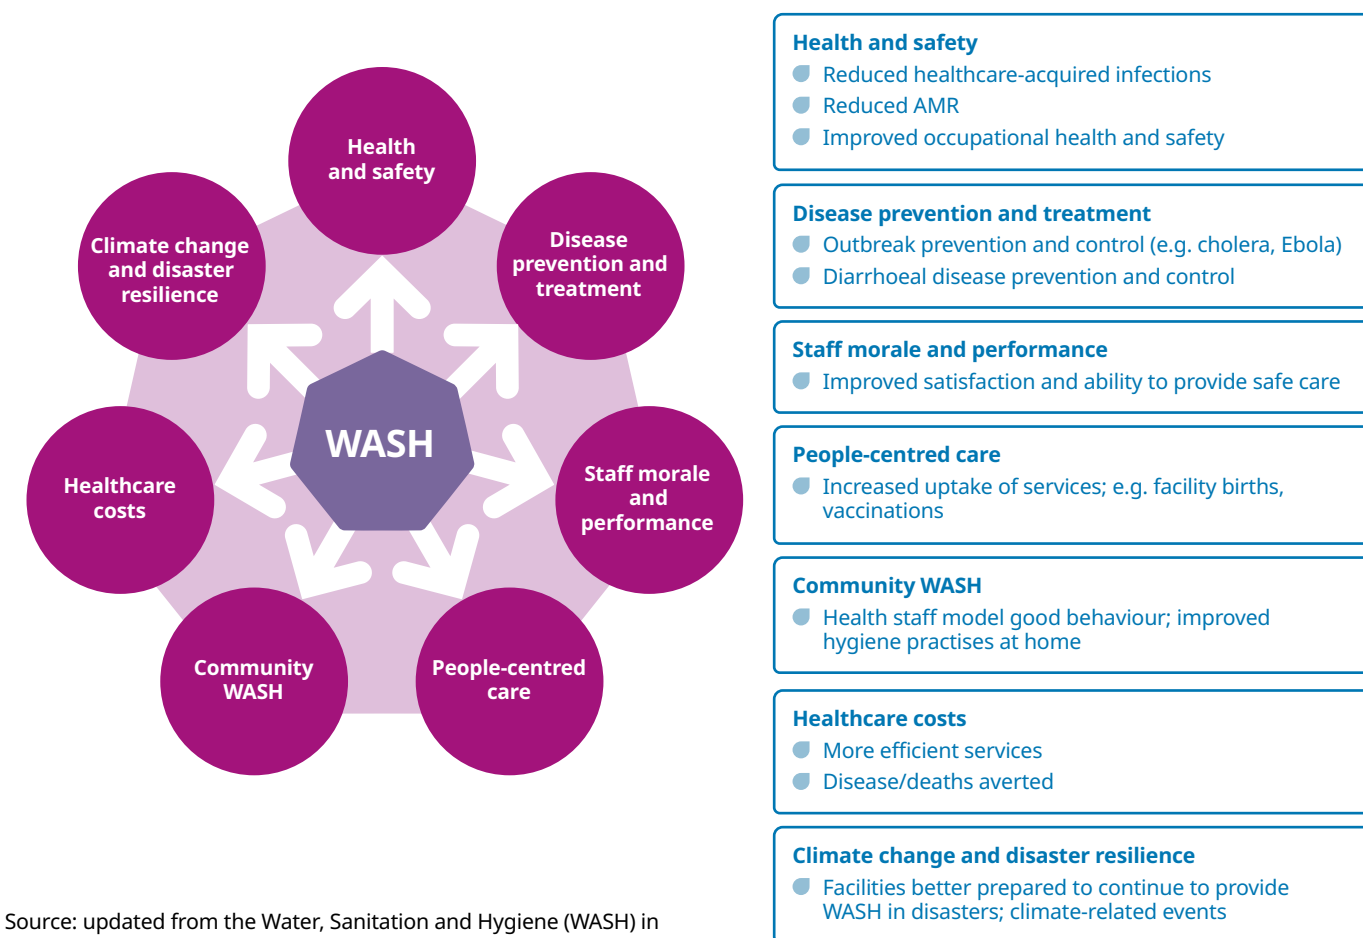 Health
and safety
Disease
prevention and
treatment
Staff morale
and
performance
People-centred
care
Community
WASH
Healthcare
costs
Climate change
and disaster
resilience
WASH
Health and safety
Reduced healthcare-acquired infections
Reduced AMR
Improved occupational health and safety
Disease prevention and treatment
Outbreak prevention and control (e.g. cholera, Ebola)
Diarrhoeal disease prevention and control
Staff morale and performance
Improved satisfaction and ability to provide safe care
People-centred care
Increased uptake of services; e.g. facility births,
vaccinations
Community WASH
Health staff model good behaviour; improved
hygiene practises at home
Healthcare costs
More efficient services
Disease/deaths averted
Climate change and disaster resilience
Facilities better prepared to continue to provide
WASH in disasters; climate-related events
Source: updated from the Water, Sanitation and Hygiene (WASH) in